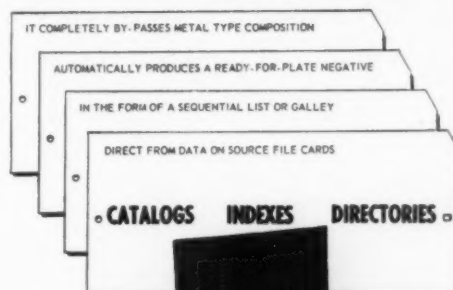 IT COMPLETELY BY-PASSES METAL TYPE COMPOSITION
AUTOMATICALLY PRODUCES A READY-FOR-PLATE NEGATIVE
IN THE FORM OF A SEQUENTIAL LIST OR GALLEY
DIRECT FROM DATA ON SOURCE FILE CARDS
CATALOGS INDEXES DIRECTORIES